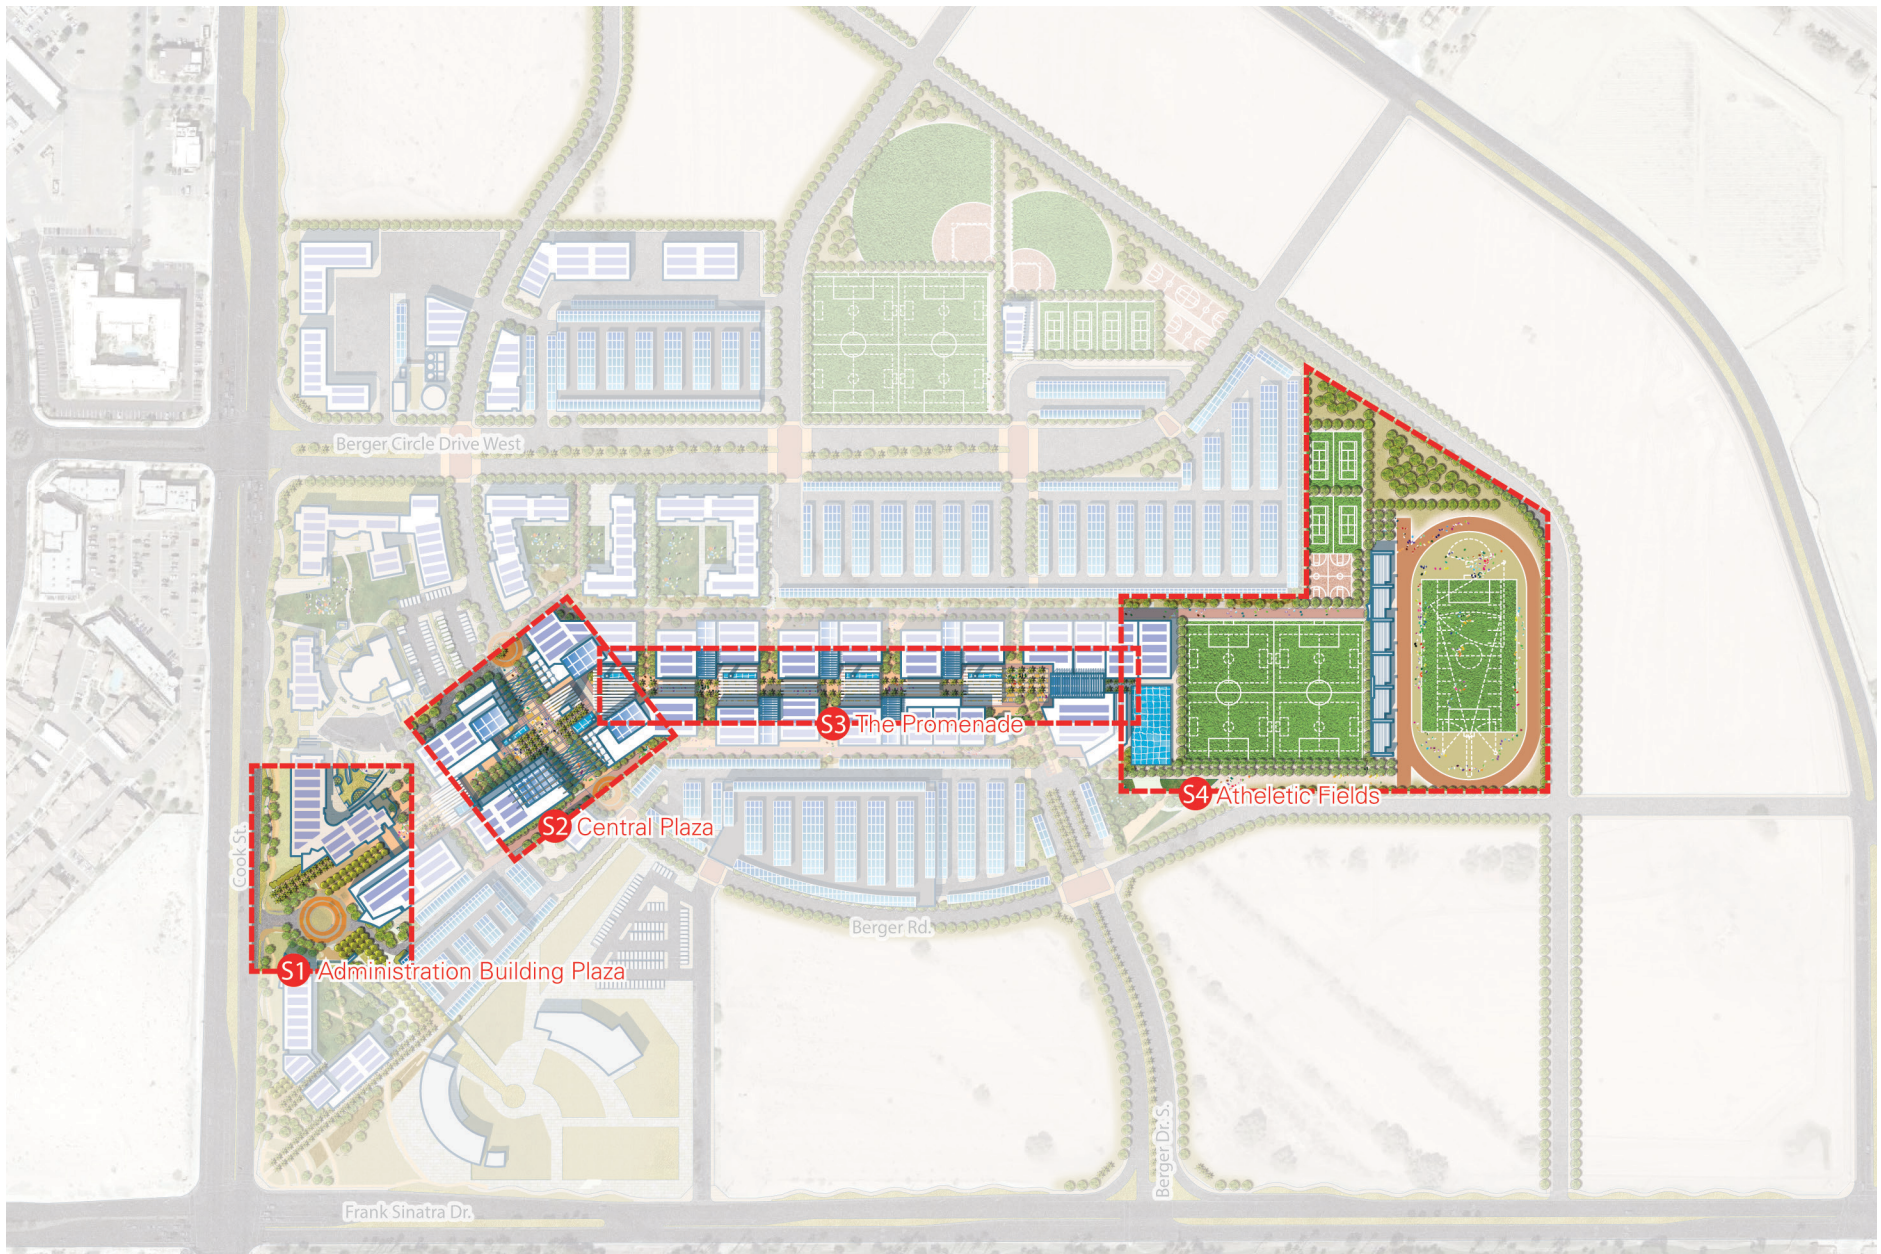 Berger Circle Drive West
S3 The Promenade
S4 Atheletic Fields
S2 Central Plaza
Cook St.
Berger Rd.
S1 Administration Building Plaza
Berger Dr. S.
Frank Sinatra Dr.